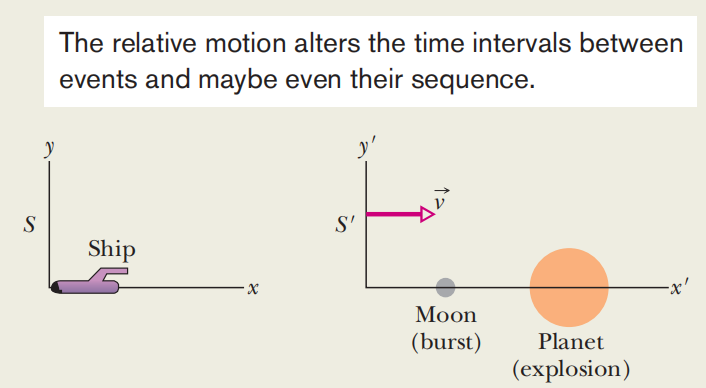 The relative motion alters the time intervals between
events and maybe even their sequence.
y
y'
v
S
S'
Ship
x
x'
Moon
(burst)
Planet
(explosion)